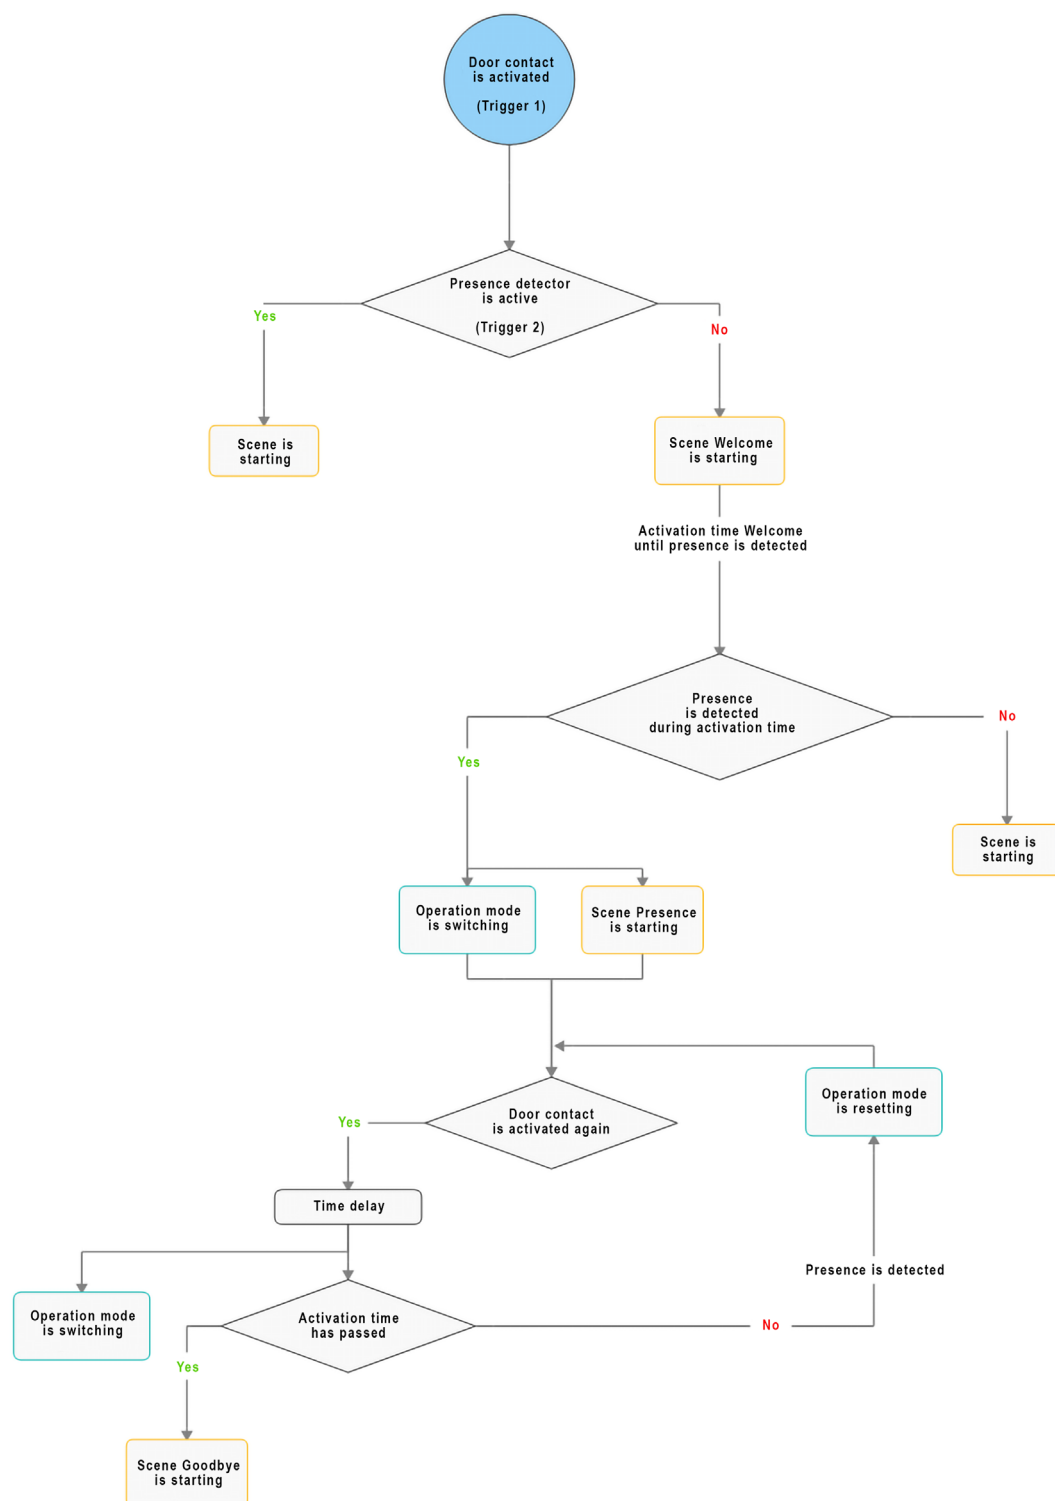 Door contact
is activated
(Trigger 1)
Presence detector
is active
(Trigger 2)
Yes
No
Scene is
starting
Scene Welcome
is starting
Activation time Welcome
until presence is detected
Presence
is detected
during activation time
No
Yes
Scene is
starting
Operation mode
is switching
Scene Presence
is starting
Operation mode
is resetting
Door contact
is activated again
Yes
Time delay
Presence is detected
Operation mode
is switching
Activation time
has passed
No
Yes
Scene Goodbye
is starting